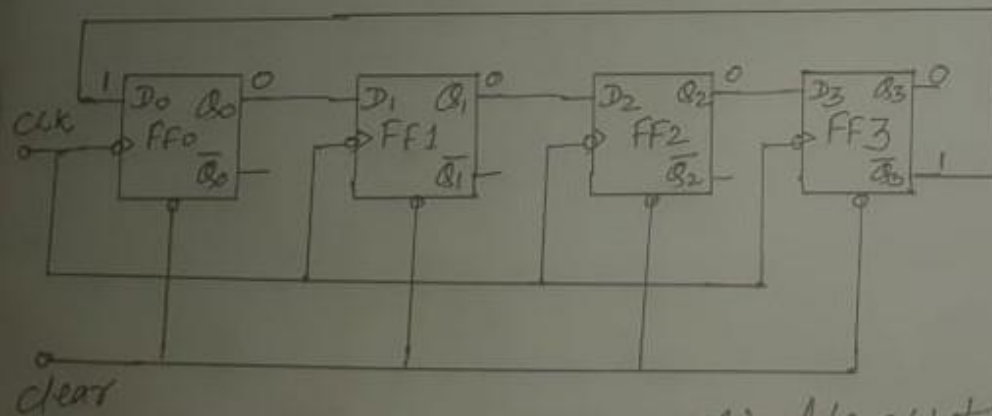 1 D0 Q0 0 D1 Q1 0 D2 Q2 0 D3 Q3 0
CLK
FF0 FF1 FF2 FF3
Q̅0 Q̅1 Q̅2 Q̅3 1
clear